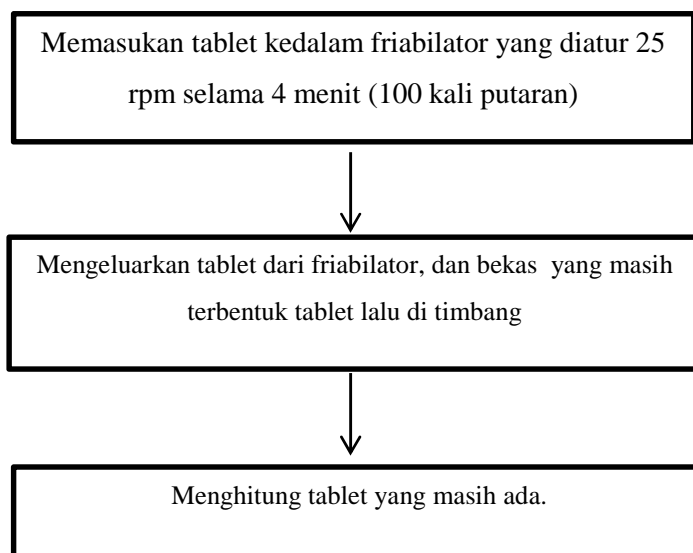 Memasukan tablet kedalam friabilator yang diatur 25
rpm selama 4 menit (100 kali putaran)
Mengeluarkan tablet dari friabilator, dan bekas yang masih
terbentuk tablet lalu di timbang
Menghitung tablet yang masih ada.